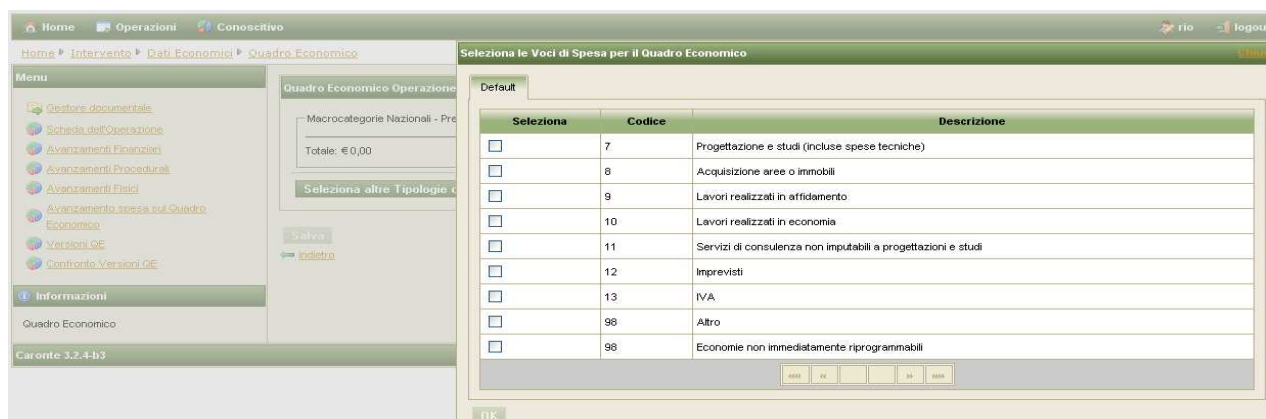 Home Operazioni Conoscitivo rio logou
Home Intervento Dati Economici Quadro Economico
Menu
Gestore documentale
Scheda dell'Operazione
Avanzamenti Finanziari
Avanzamenti Procedurali
Avanzamenti Fisici
Avanzamento spesa sul Quadro
Economico
Versioni QE
Confronto Versioni QE
Informazioni
Quadro Economico
Caronte 3.2.4-b3
Quadro Economico Operazione
Macrocategorie Nazionali - Pre
Totale: € 0,00
Seleziona altre Tipologie
Salva
indietro
Seleziona le Voci di Spesa per il Quadro Economico
Default
Seleziona Codice Descrizione
7 Progettazione e studi (incluse spese tecniche)
8 Acquisizione aree o immobili
9 Lavori realizzati in affidamento
10 Lavori realizzati in economia
11 Servizi di consulenza non imputabili a progettazioni e studi
12 Imprevisti
13 IVA
98 Altro
98 Economie non immediatamente riprogrammabili
«« « » »»
OK